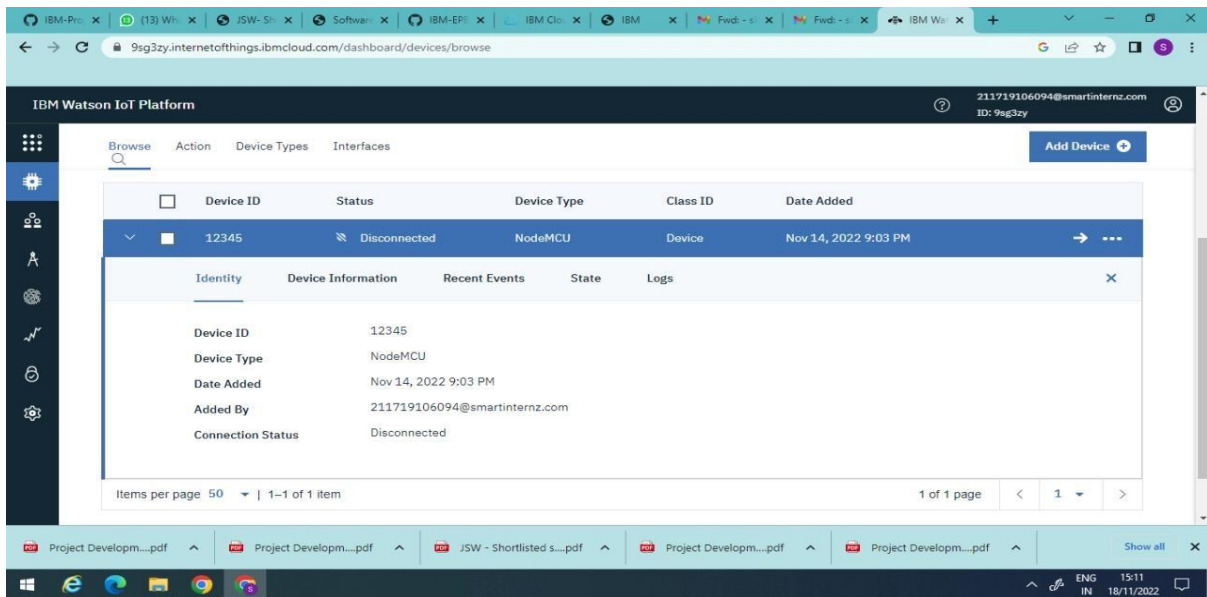 IBM-Pro
(13) Wh
JSW- Sh
Software
IBM-EPB
IBM Clo
IBM
Fwd: - s
Fwd: - s
IBM Wa
9sg3zy.internetofthings.ibmcloud.com/dashboard/devices/browse
S
IBM Watson IoT Platform
211719106094@smartinternz.com
ID: 9sg3zy
Browse Action Device Types Interfaces
Add Device
Device ID Status Device Type Class ID Date Added
12345 Disconnected NodeMCU Device Nov 14, 2022 9:03 PM
Identity Device Information Recent Events State Logs
Device ID 12345
Device Type NodeMCU
Date Added Nov 14, 2022 9:03 PM
Added By 211719106094@smartinternz.com
Connection Status Disconnected
Items per page 50 | 1–1 of 1 item 1 of 1 page 1
Project Developm....pdf
Project Developm....pdf
JSW - Shortlisted s....pdf
Project Developm....pdf
Project Developm....pdf
Show all
ENG 15:11
IN 18/11/2022